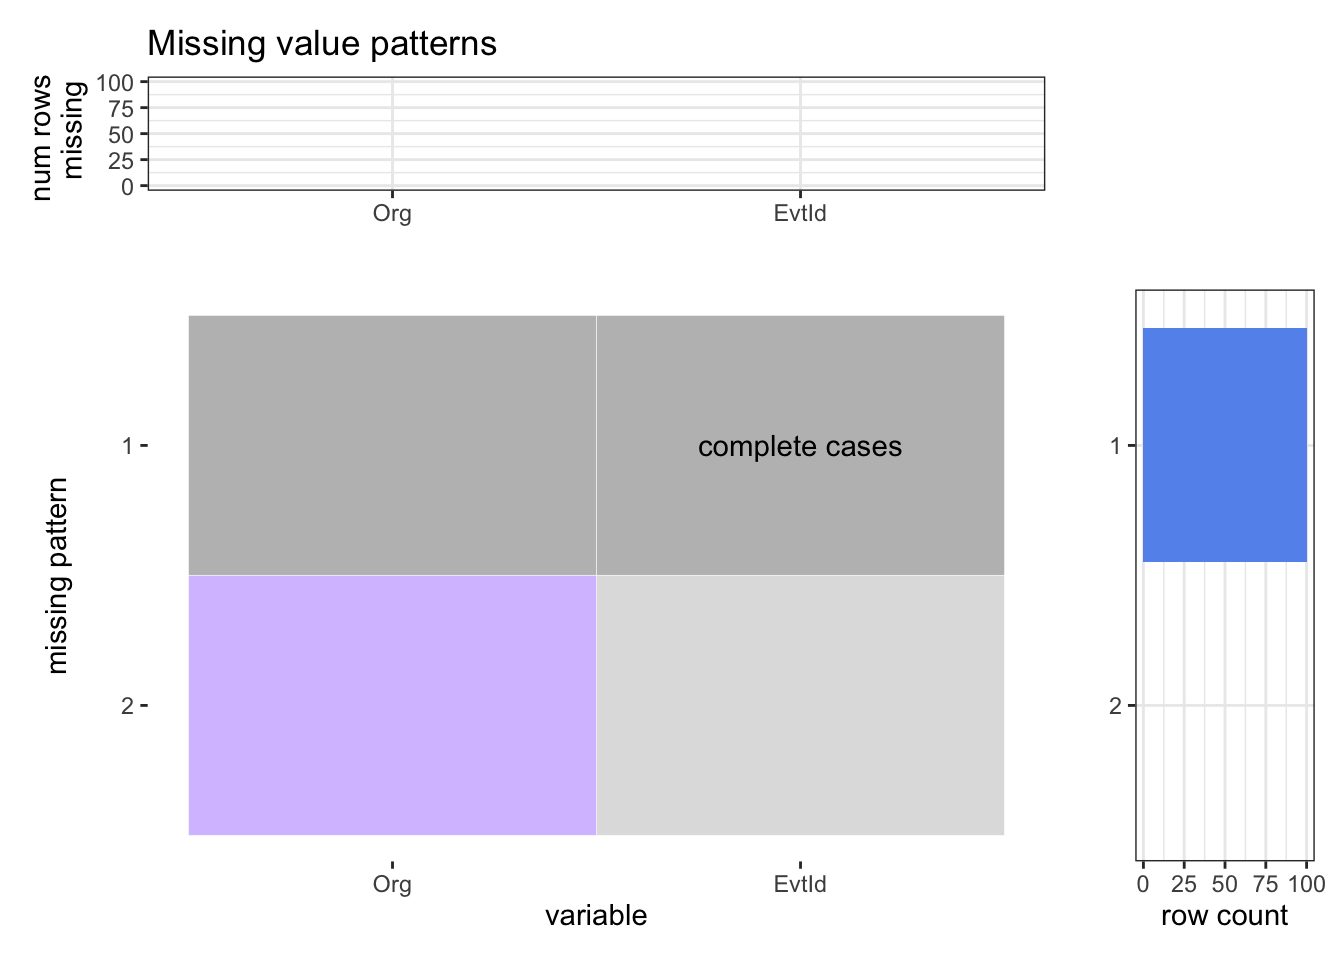 Missing value patterns
num rows
missing
100
75
50
25
0
Org EvtId
missing pattern
1
complete cases
2
Org EvtId
variable
1
2
0 25 50 75 100
row count